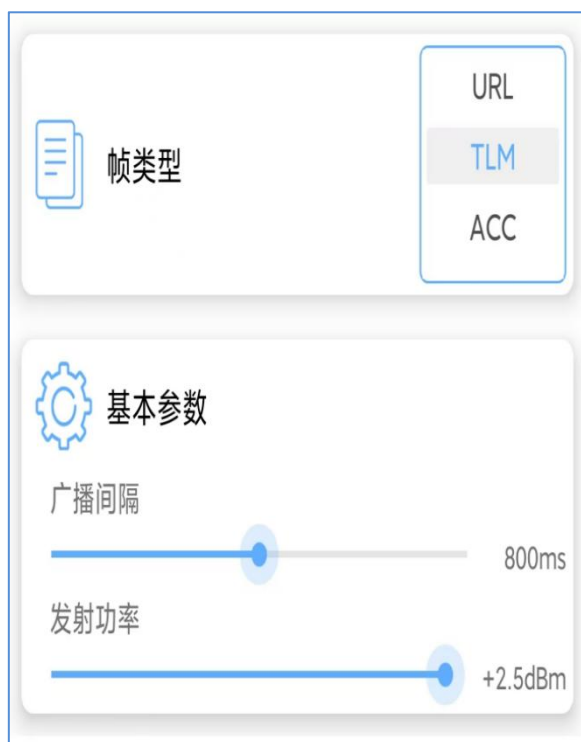 URL
帧类型
TLM
ACC
基本参数
广播间隔
800ms
发射功率
+2.5dBm